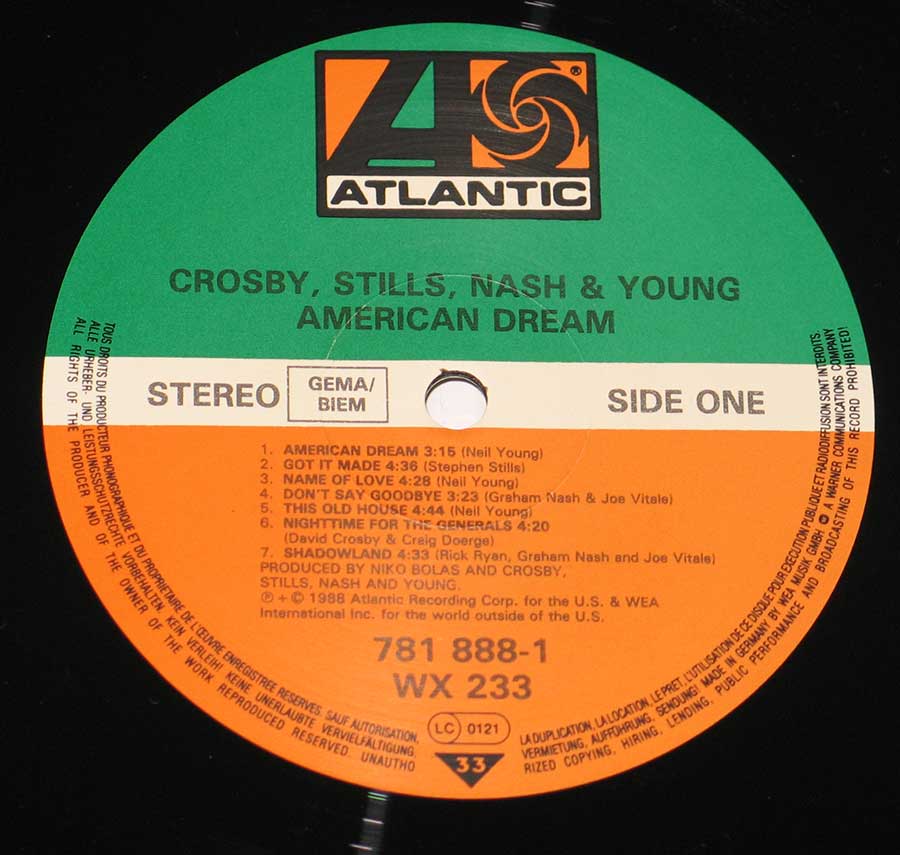 ATLANTIC
®
CROSBY, STILLS, NASH & YOUNG
AMERICAN DREAM
STEREO
GEMA/
BIEM
SIDE ONE
1. AMERICAN DREAM 3:15 (Neil Young)
2. GOT IT MADE 4:36 (Stephen Stills)
3. NAME OF LOVE 4:28 (Neil Young)
4. DON'T SAY GOODBYE 3:23 (Graham Nash & Joe Vitale)
5. THIS OLD HOUSE 4:44 (Neil Young)
6. NIGHTTIME FOR THE GENERALS 4:20
(David Crosby & Craig Doerge)
7. SHADOWLAND 4:33 (Rick Ryan, Graham Nash and Joe Vitale)
PRODUCED BY NIKO BOLAS AND CROSBY,
STILLS, NASH AND YOUNG.
℗ + © 1988 Atlantic Recording Corp. for the U.S. & WEA
International Inc. for the world outside of the U.S.
781 888-1
WX 233
LC 0121
33
TOUS DROITS DU PRODUCTEUR PHONOGRAPHIQUE ET DU PROPRIETAIRE DE L'ŒUVRE ENREGISTREE RESERVES. SAUF AUTORISATION,
LA DUPLICATION, LA LOCATION, LE PRET, L'UTILISATION DE CE DISQUE POUR EXECUTION PUBLIQUE ET RADIODIFFUSION SONT INTERDITS.
ALLE URHEBER- UND LEISTUNGSSCHUTZRECHTE VORBEHALTEN. KEIN VERLEIH! KEINE UNERLAUBTE VERVIELFÄLTIGUNG,
VERMIETUNG, AUFFÜHRUNG, SENDUNG! MADE IN GERMANY BY WEA MUSIK GMBH A WARNER COMMUNICATIONS COMPANY
ALL RIGHTS OF THE PRODUCER AND OF THE OWNER OF THE WORK REPRODUCED RESERVED. UNAUTHO
RIZED COPYING, HIRING, LENDING, PUBLIC PERFORMANCE AND BROADCASTING OF THIS RECORD PROHIBITED!